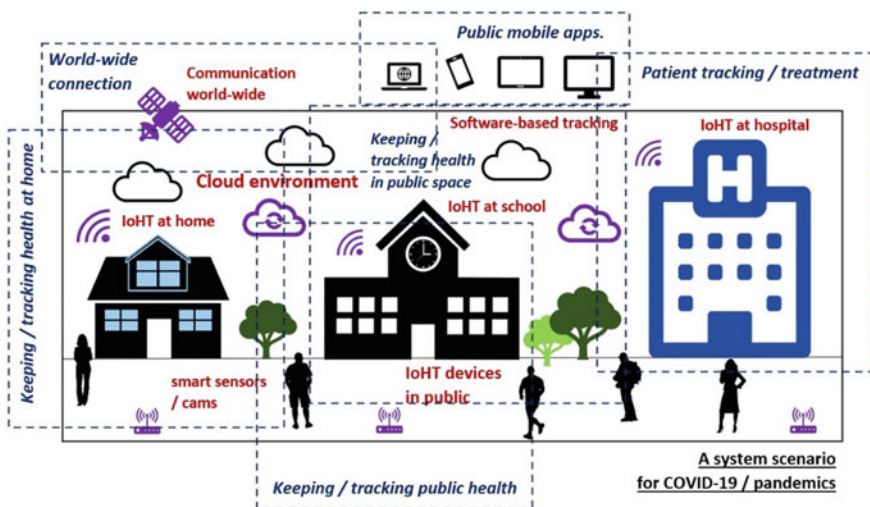 Public mobile apps.
World-wide
connection
Communication
world-wide
Patient tracking / treatment
Software-based tracking
IoHT at hospital
Keeping /
tracking health
in public space
Cloud environment
IoHT at home
IoHT at school
Keeping / tracking health at home
H
smart sensors
/ cams
IoHT devices
in public
A system scenario
for COVID-19 / pandemics
Keeping / tracking public health